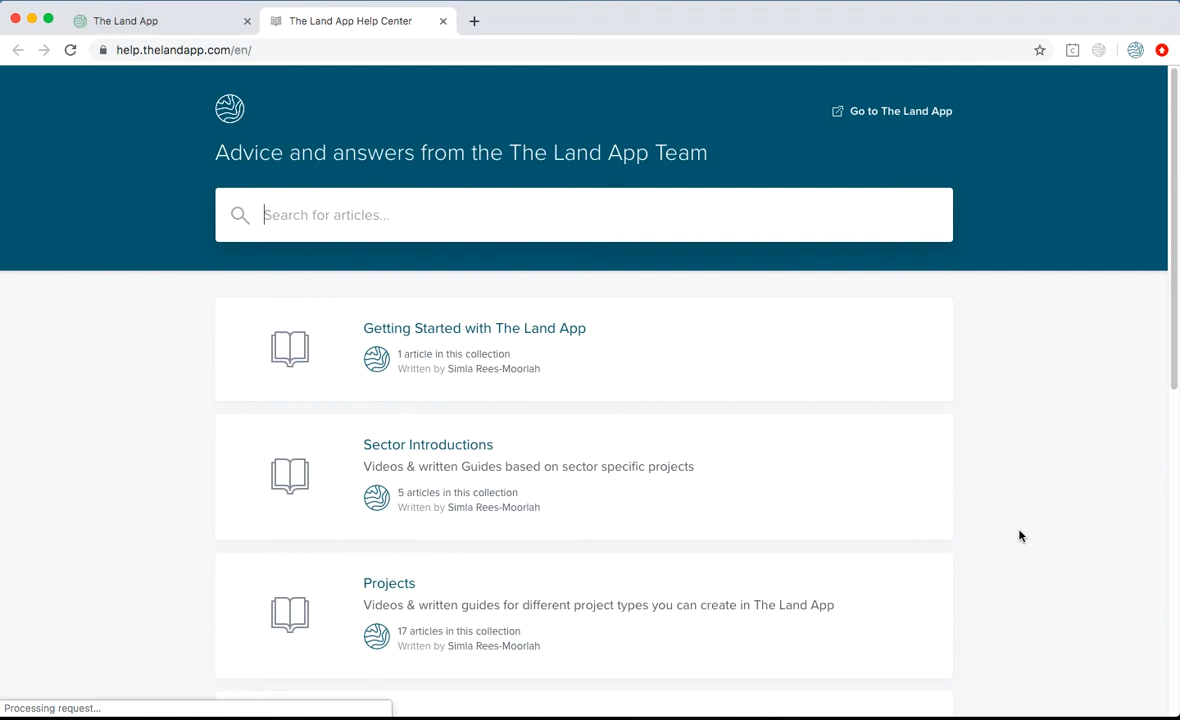 The Land App
The Land App Help Center
help.thelandapp.com/en/
Go to The Land App
Advice and answers from the The Land App Team
Search for articles...
Getting Started with The Land App
1 article in this collection
Written by Simla Rees-Moorlah
Sector Introductions
Videos & written Guides based on sector specific projects
5 articles in this collection
Written by Simla Rees-Moorlah
Projects
Videos & written guides for different project types you can create in The Land App
17 articles in this collection
Written by Simla Rees-Moorlah
Processing request...